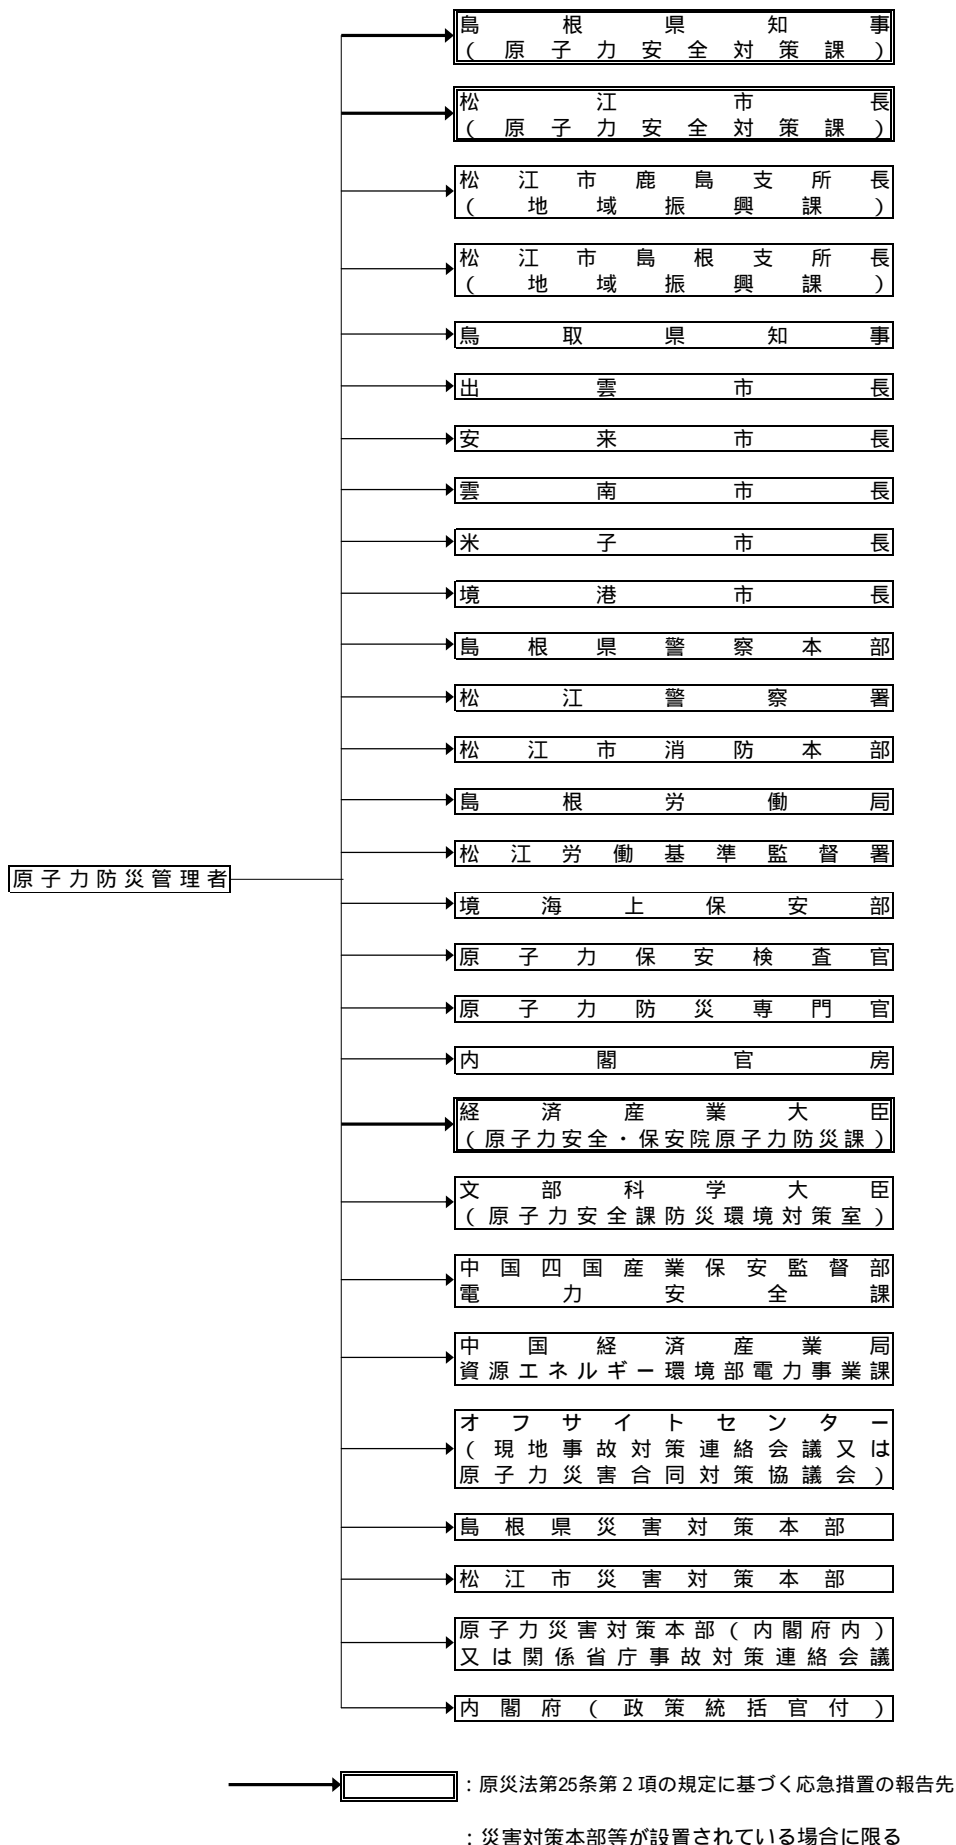 島根県知事
(原子力安全対策課)
松江市長
(原子力安全対策課)
松江市鹿島支所長
(地域振興課)
松江市島根支所長
(地域振興課)
鳥取県知事
出雲市長
安来市長
雲南市長
米子市長
境港市長
島根県警察本部
松江警察署
松江市消防本部
島根労働局
松江労働基準監督署
原子力防災管理者
境海上保安部
原子力保安検査官
原子力防災専門官
内閣官房
経済産業大臣
(原子力安全・保安院原子力防災課)
文部科学大臣
(原子力安全課防災環境対策室)
中国四国産業保安監督部
電力安全課
中国経済産業局
資源エネルギー環境部電力事業課
オフサイトセンター
(現地事故対策連絡会議又は
原子力災害合同対策協議会)
島根県災害対策本部
松江市災害対策本部
原子力災害対策本部(内閣府内)
又は関係省庁事故対策連絡会議
内閣府(政策統括官付)
:原災法第25条第2項の規定に基づく応急措置の報告先
:災害対策本部等が設置されている場合に限る